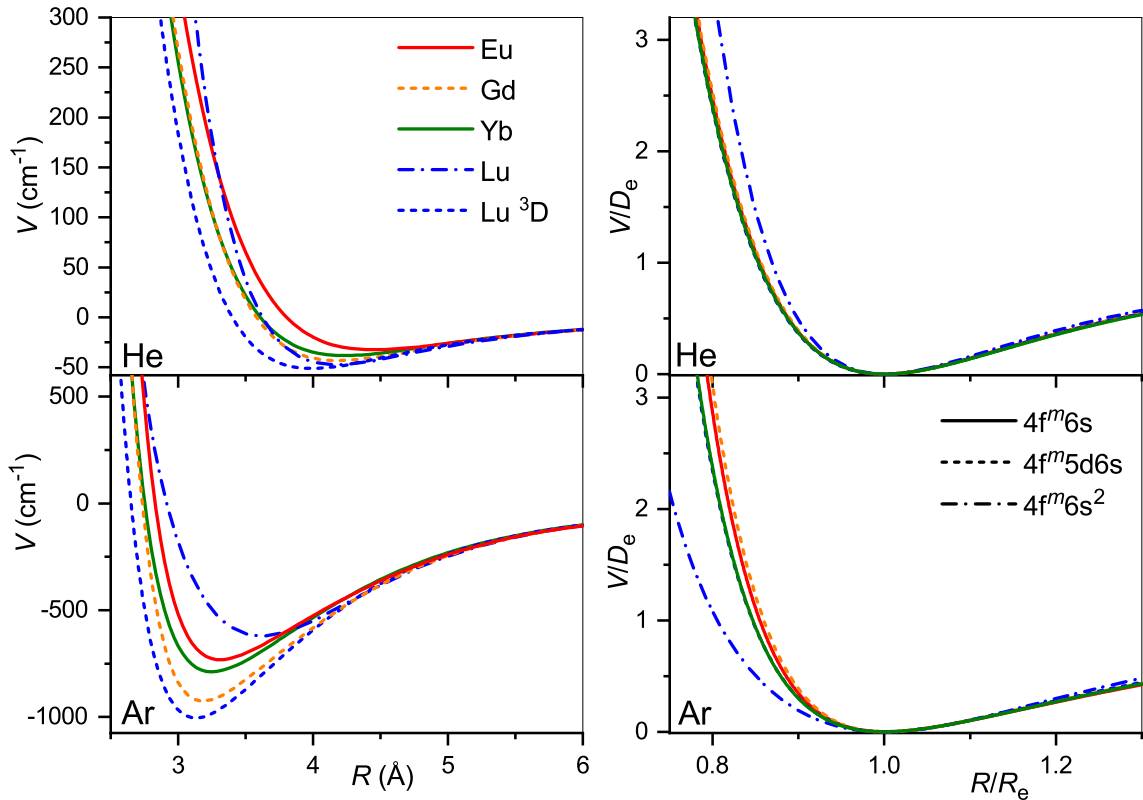 300
250
200
150
100
50
0
-50
V (cm⁻¹)
He
Eu
Gd
Yb
Lu
Lu ³D
500
0
-500
-1000
V (cm⁻¹)
Ar
3 4 5 6
R (Å)
3
2
1
0
V/Dₑ
He
3
2
1
0
V/Dₑ
Ar
4fᵐ6s
4fᵐ5d6s
4fᵐ6s²
0.8 1.0 1.2
R/Rₑ